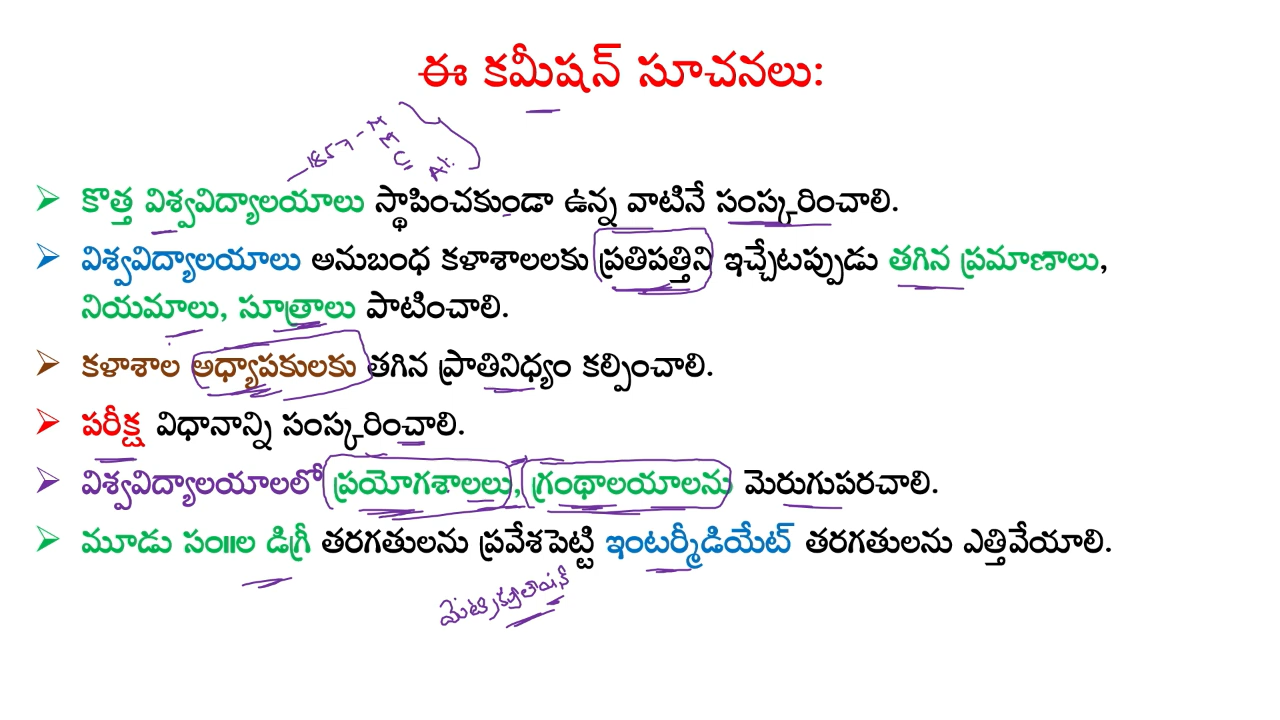 ఈ కమీషన్ సూచనలు:
-1857 - M
M
C
Al.
➢ కొత్త విశ్వవిద్యాలయాలు స్థాపించకుండా ఉన్న వాటినే సంస్కరించాలి.
➢ విశ్వవిద్యాలయాలు అనుబంధ కళాశాలలకు ప్రతిపత్తిని ఇచ్చేటప్పుడు తగిన ప్రమాణాలు,
నియమాలు, సూత్రాలు పాటించాలి.
➢ కళాశాల అధ్యాపకులకు తగిన ప్రాతినిధ్యం కల్పించాలి.
➢ పరీక్ష విధానాన్ని సంస్కరించాలి.
➢ విశ్వవిద్యాలయాలలో ప్రయోగశాలలు, గ్రంథాలయాలను మెరుగుపరచాలి.
➢ మూడు సం॥ల డిగ్రీ తరగతులను ప్రవేశపెట్టి ఇంటర్మీడియేట్ తరగతులను ఎత్తివేయాలి.